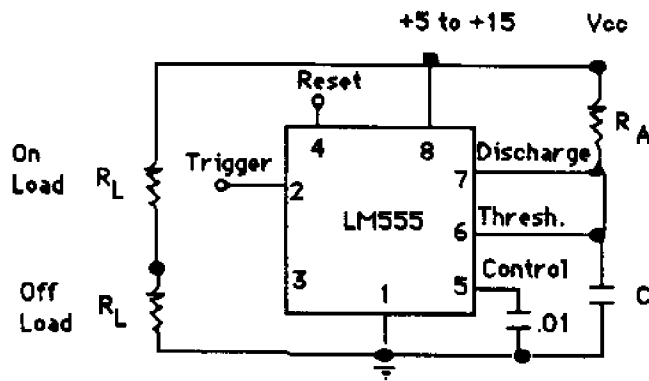 +5 to +15 Vcc
Reset
4
8
Discharge
R A
7
On
Load
R L
Trigger
2
LM555
Thresh.
6
Off
Load
R L
3
1
Control
5
.01
C